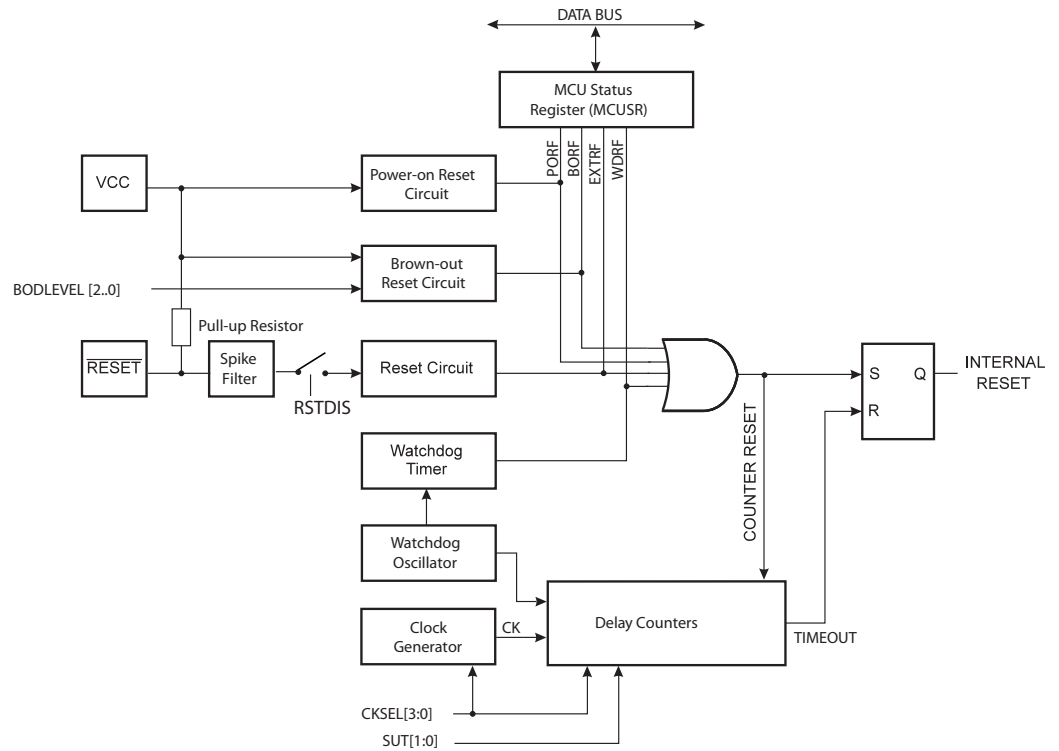 DATA BUS
MCU Status
Register (MCUSR)
PORF
BORF
EXTRF
WDRF
VCC
Power-on Reset
Circuit
Brown-out
Reset Circuit
BODLEVEL [2..0]
Pull-up Resistor
RESET
Spike
Filter
RSTDIS
Reset Circuit
S
Q
R
INTERNAL
RESET
COUNTER RESET
Watchdog
Timer
Watchdog
Oscillator
Clock
Generator
CK
Delay Counters
TIMEOUT
CKSEL[3:0]
SUT[1:0]